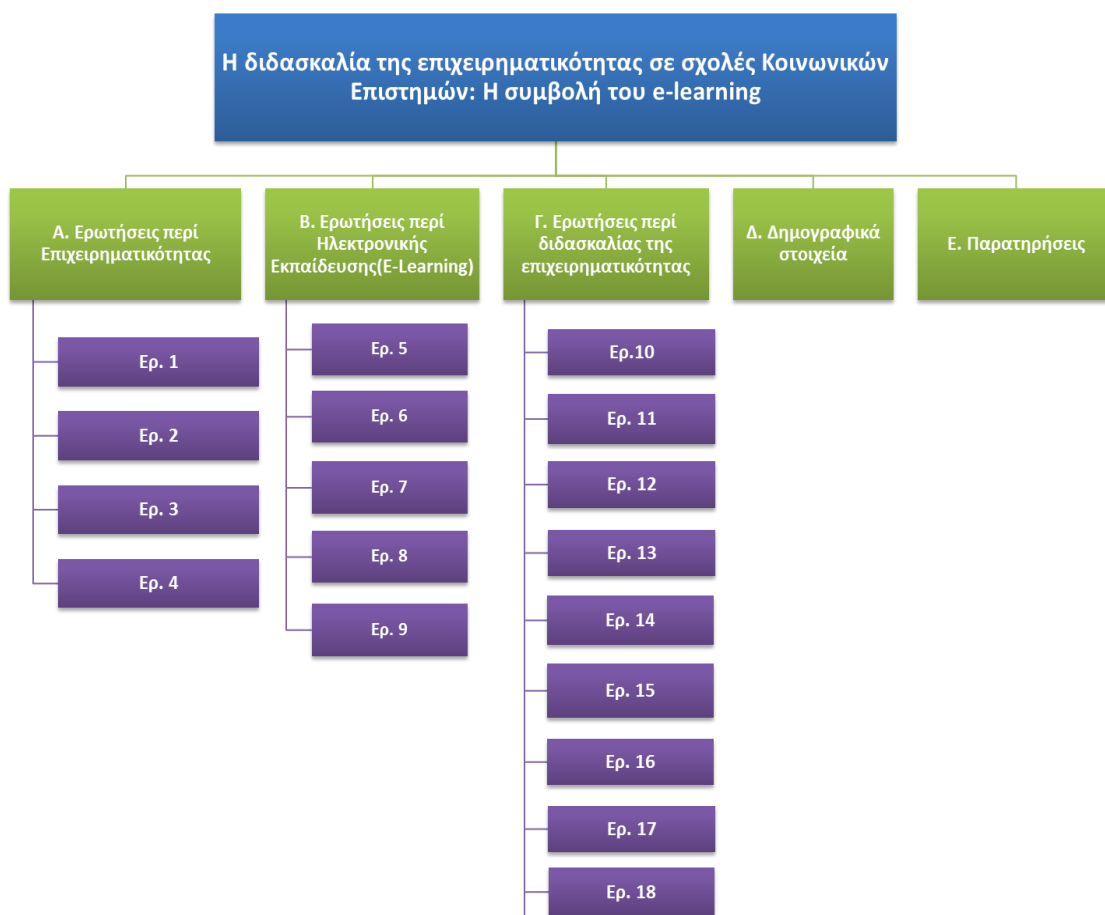 Η διδασκαλία της επιχειρηματικότητας σε σχολές Κοινωνικών
Επιστημών: Η συμβολή του e-learning
Α. Ερωτήσεις περί
Επιχειρηματικότητας
Β. Ερωτήσεις περί
Ηλεκτρονικής
Εκπαίδευσης(E-Learning)
Γ. Ερωτήσεις περί
διδασκαλίας της
επιχειρηματικότητας
Δ. Δημογραφικά
στοιχεία
Ε. Παρατηρήσεις
Ερ. 1
Ερ. 2
Ερ. 3
Ερ. 4
Ερ. 5
Ερ. 6
Ερ. 7
Ερ. 8
Ερ. 9
Ερ.10
Ερ. 11
Ερ. 12
Ερ. 13
Ερ. 14
Ερ. 15
Ερ. 16
Ερ. 17
Ερ. 18